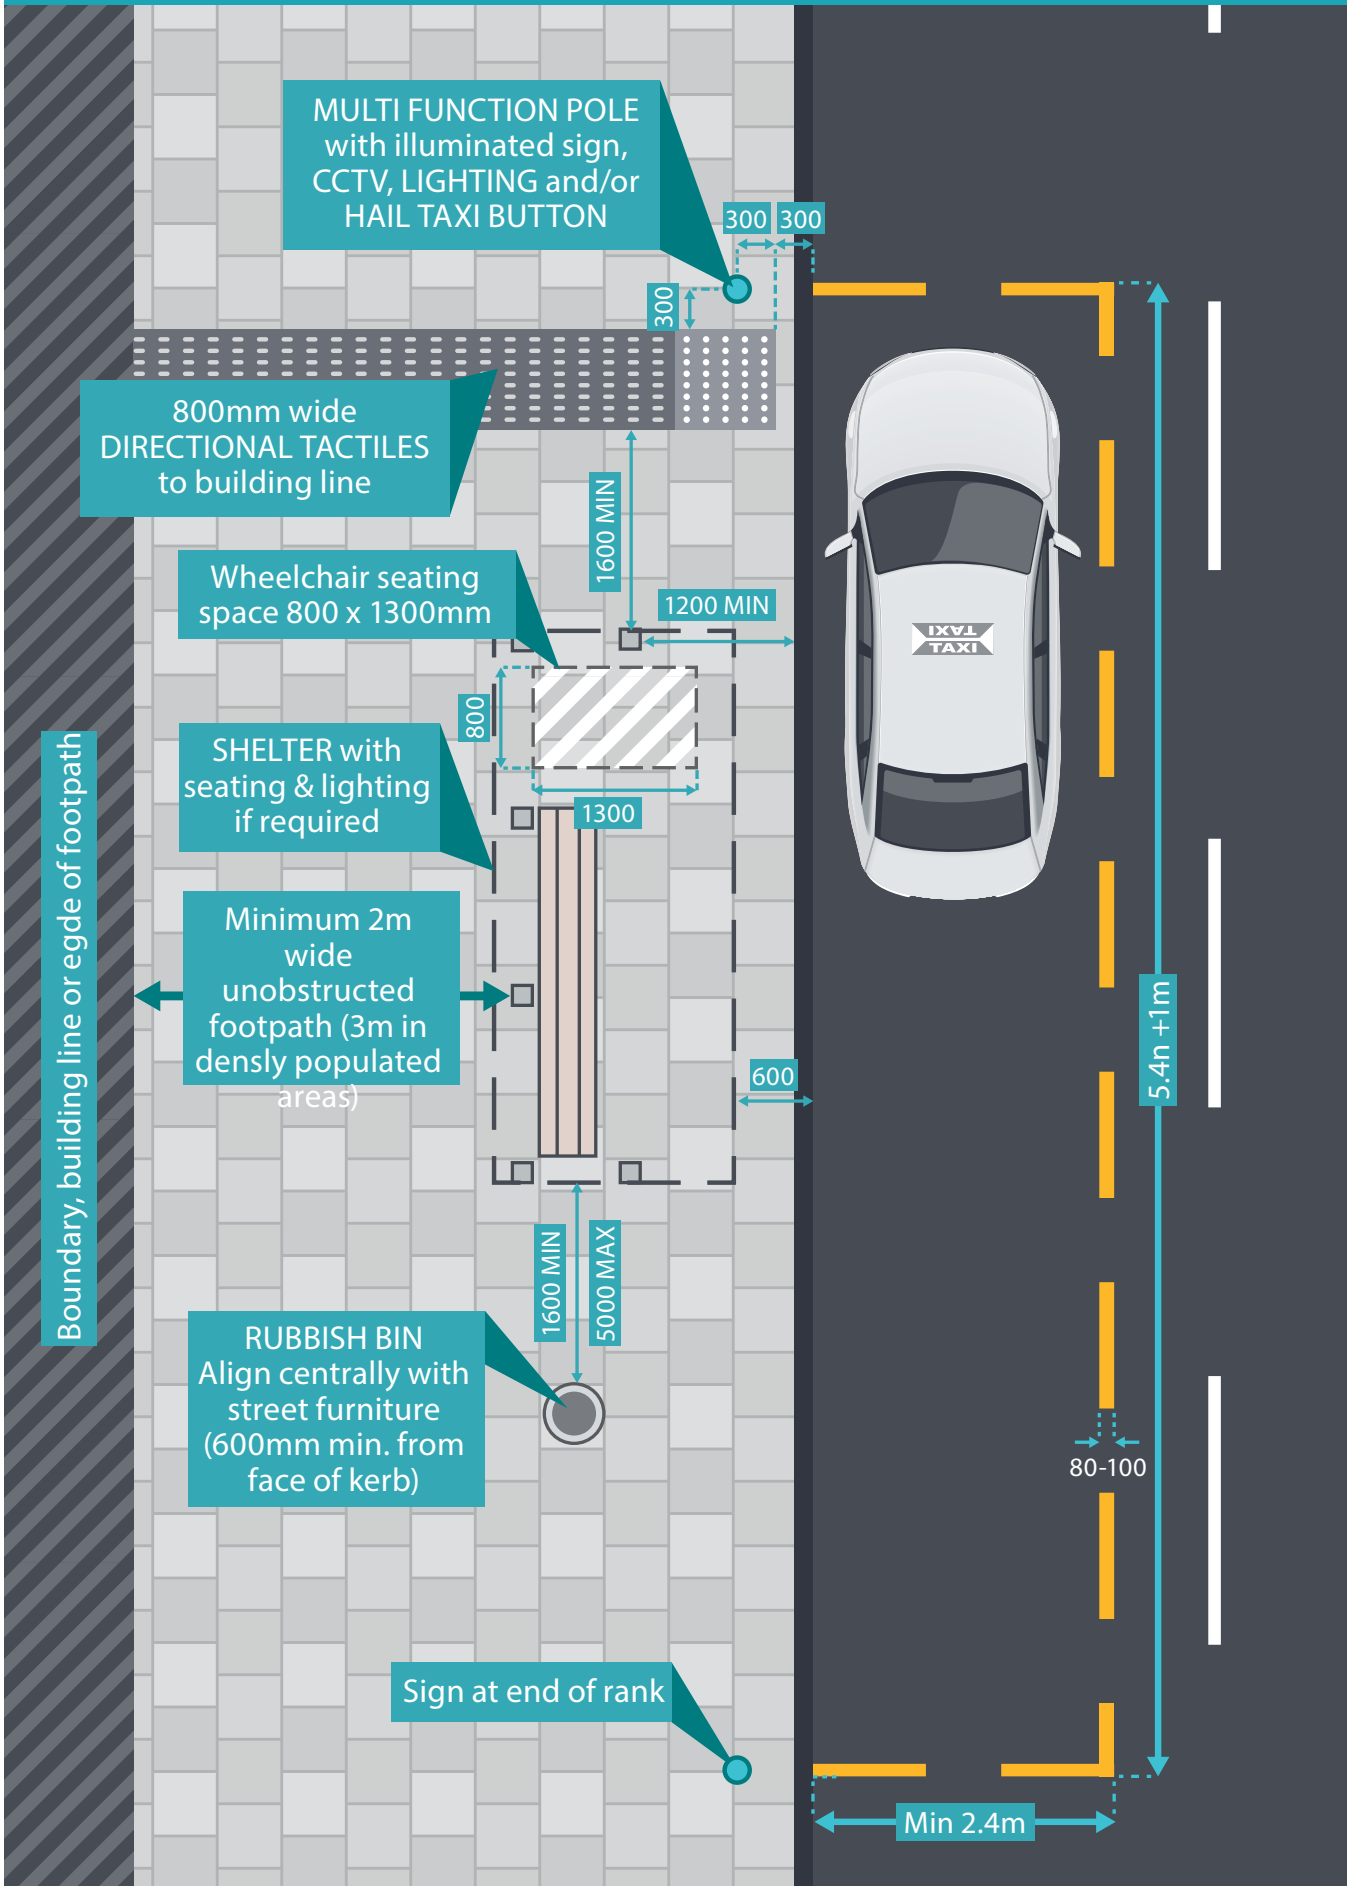 MULTI FUNCTION POLE
with illuminated sign,
CCTV, LIGHTING and/or
HAIL TAXI BUTTON
300
300
300
800mm wide
DIRECTIONAL TACTILES
to building line
1600 MIN
Wheelchair seating
space 800 x 1300mm
1200 MIN
TAXI
TAXI
800
1300
SHELTER with
seating & lighting
if required
Boundary, building line or egde of footpath
Minimum 2m
wide
unobstructed
footpath (3m in
densly populated
areas)
600
5.4n +1m
1600 MIN
5000 MAX
RUBBISH BIN
Align centrally with
street furniture
(600mm min. from
face of kerb)
80-100
Sign at end of rank
Min 2.4m